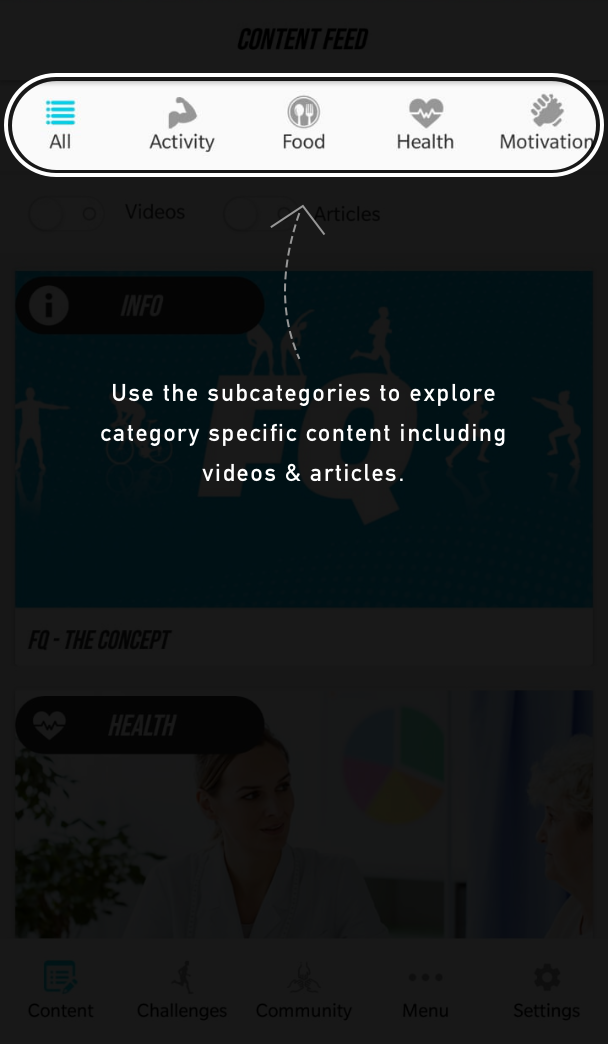 CONTENT FEED
All Activity Food Health Motivation
Videos Articles
INFO
FQ
Use the subcategories to explore
category specific content including
videos & articles.
FQ - THE CONCEPT
HEALTH
Content Challenges Community Menu Settings